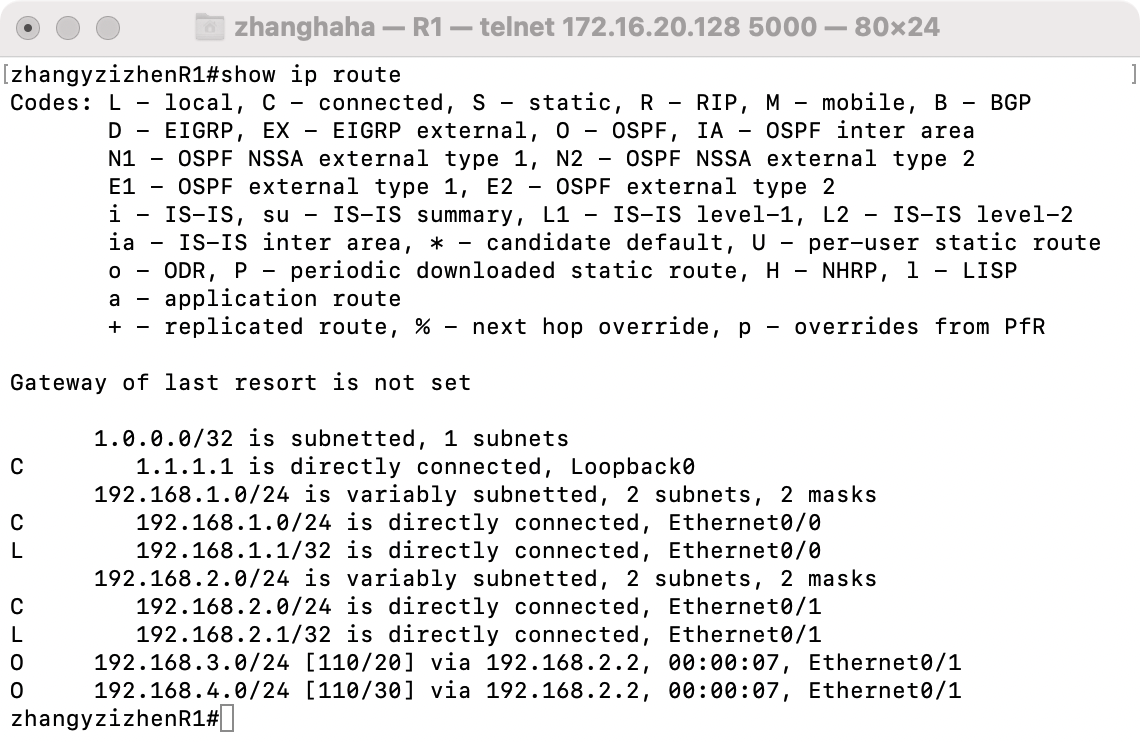 zhanghaha — R1 — telnet 172.16.20.128 5000 — 80×24
[zhangyzizhenR1#show ip route ]
Codes: L - local, C - connected, S - static, R - RIP, M - mobile, B - BGP
D - EIGRP, EX - EIGRP external, O - OSPF, IA - OSPF inter area
N1 - OSPF NSSA external type 1, N2 - OSPF NSSA external type 2
E1 - OSPF external type 1, E2 - OSPF external type 2
i - IS-IS, su - IS-IS summary, L1 - IS-IS level-1, L2 - IS-IS level-2
ia - IS-IS inter area, * - candidate default, U - per-user static route
o - ODR, P - periodic downloaded static route, H - NHRP, l - LISP
a - application route
+ - replicated route, % - next hop override, p - overrides from PfR
Gateway of last resort is not set
1.0.0.0/32 is subnetted, 1 subnets
C 1.1.1.1 is directly connected, Loopback0
192.168.1.0/24 is variably subnetted, 2 subnets, 2 masks
C 192.168.1.0/24 is directly connected, Ethernet0/0
L 192.168.1.1/32 is directly connected, Ethernet0/0
192.168.2.0/24 is variably subnetted, 2 subnets, 2 masks
C 192.168.2.0/24 is directly connected, Ethernet0/1
L 192.168.2.1/32 is directly connected, Ethernet0/1
O 192.168.3.0/24 [110/20] via 192.168.2.2, 00:00:07, Ethernet0/1
O 192.168.4.0/24 [110/30] via 192.168.2.2, 00:00:07, Ethernet0/1
zhangyzizhenR1#